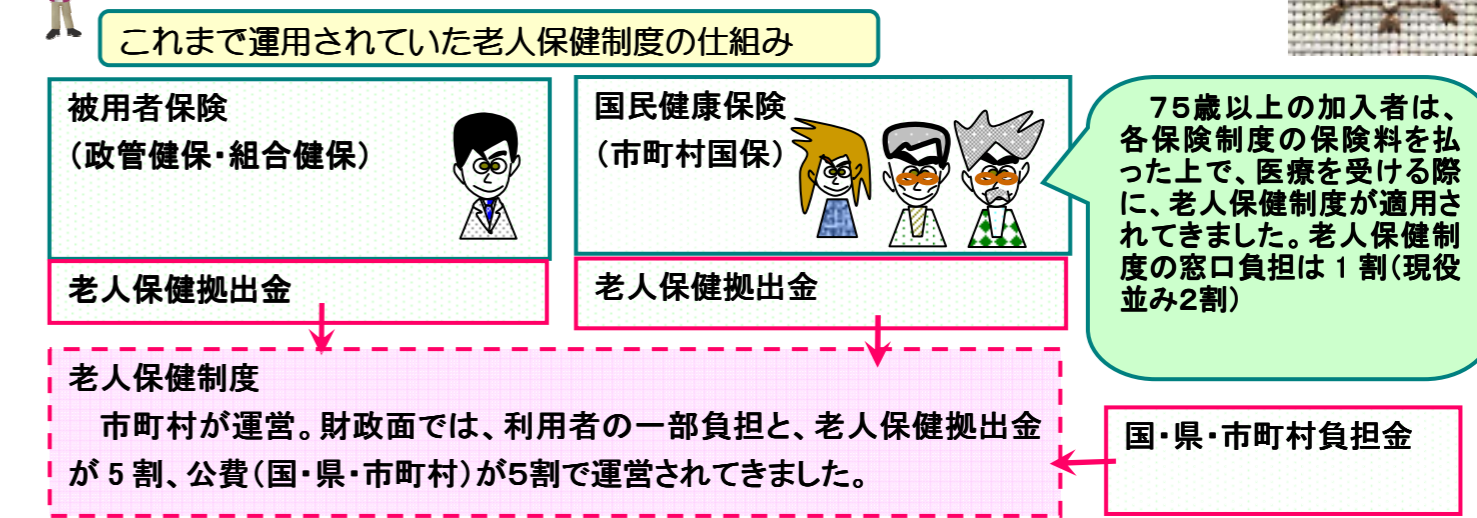 これまで運用されていた老人保健制度の仕組み
被用者保険
(政管健保・組合健保)
国民健康保険
(市町村国保)
75歳以上の加入者は、
各保険制度の保険料を払
った上で、医療を受ける際
に、老人保健制度が適用さ
れてきました。老人保健制
度の窓口負担は 1 割(現役
並み2割)
老人保健拠出金
老人保健拠出金
老人保健制度
市町村が運営。財政面では、利用者の一部負担と、老人保健拠出金
が 5 割、公費(国・県・市町村)が5割で運営されてきました。
国・県・市町村負担金